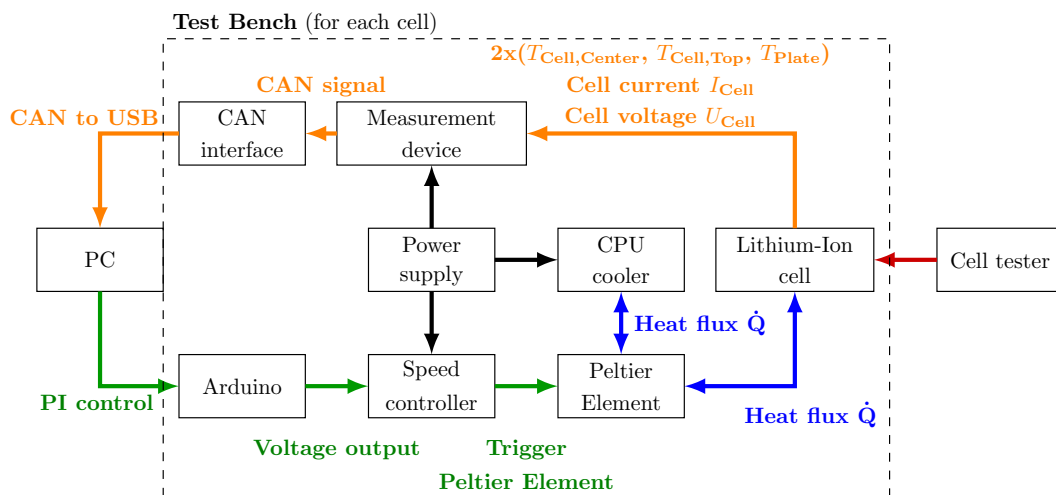 Test Bench (for each cell)
2x(T_Cell,Center, T_Cell,Top, T_Plate)
CAN signal
Cell current I_Cell
CAN to USB
CAN
interface
Measurement
device
Cell voltage U_Cell
PC
Power
supply
CPU
cooler
Lithium-Ion
cell
Cell tester
Heat flux Q̇
PI control
Arduino
Speed
controller
Peltier
Element
Heat flux Q̇
Voltage output
Trigger
Peltier Element